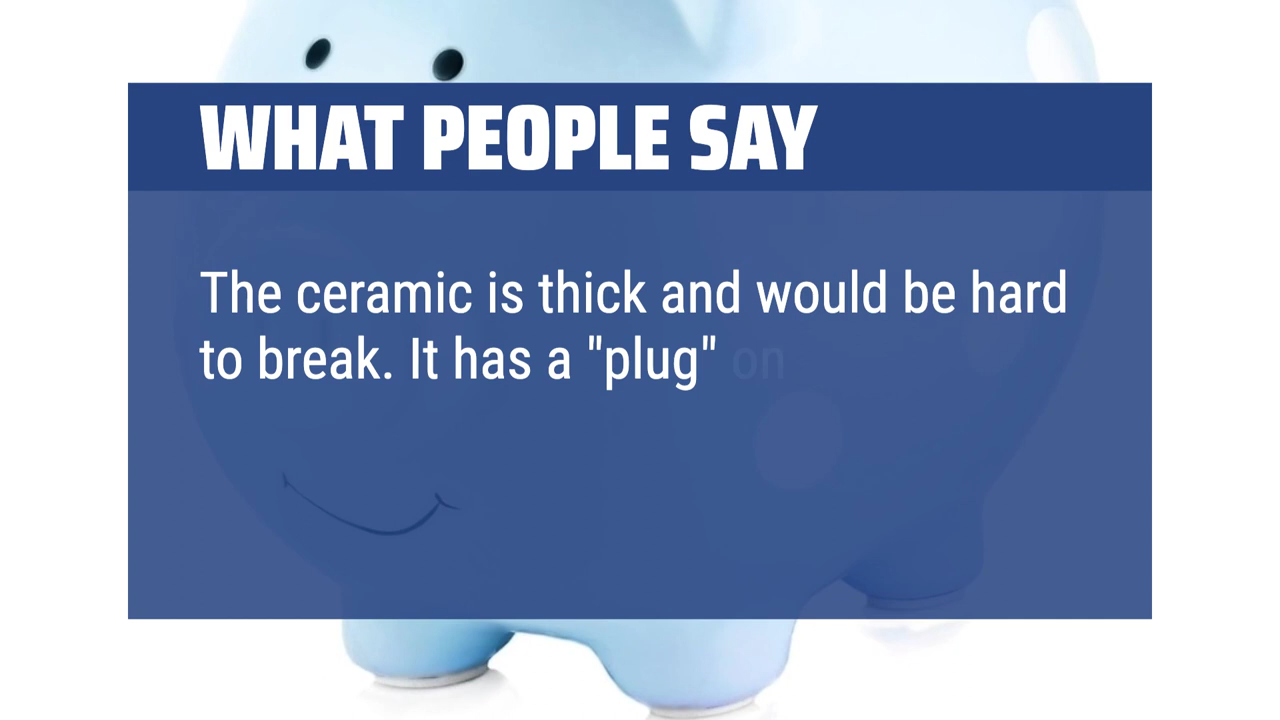 WHAT PEOPLE SAY
The ceramic is thick and would be hard
to break. It has a "plug" on